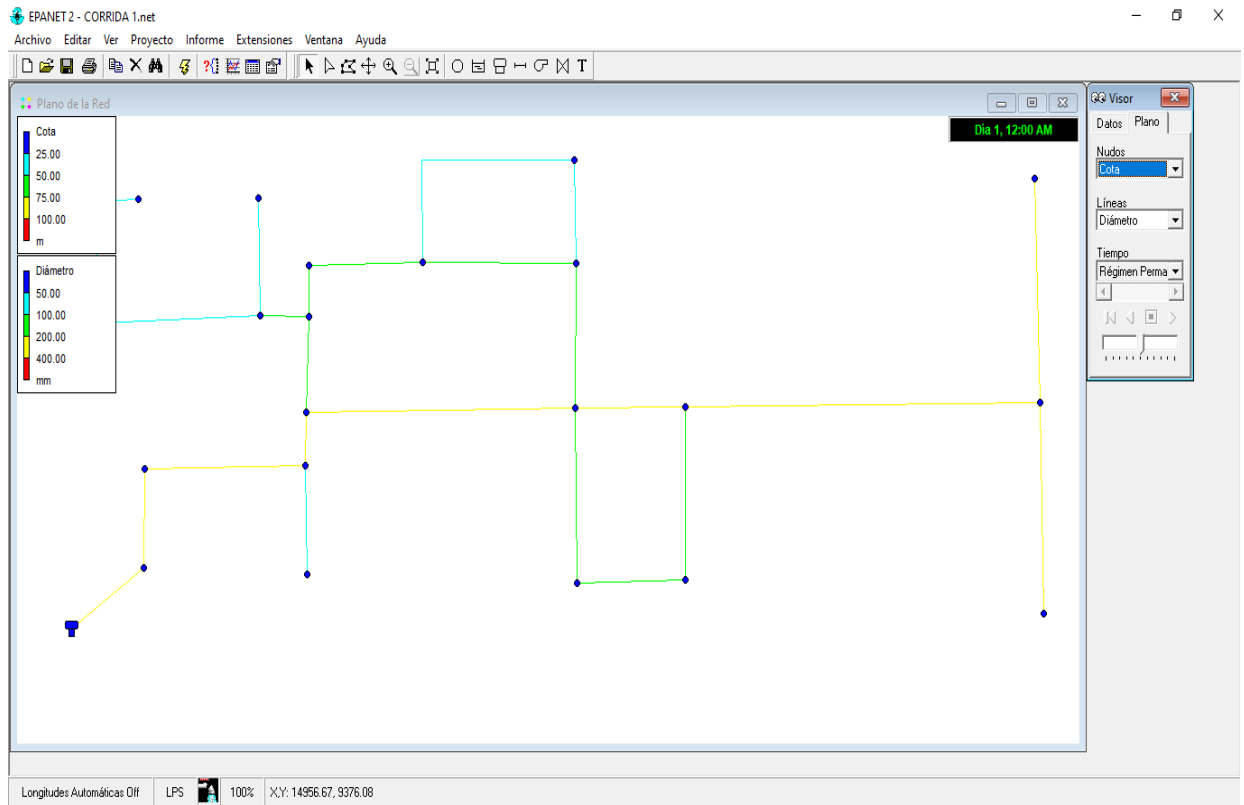 EPANET 2 - CORRIDA 1.net
Archivo Editar Ver Proyecto Informe Extensiones Ventana Ayuda
T
Plano de la Red
Cota
25.00
50.00
75.00
100.00
m
Diámetro
50.00
100.00
200.00
400.00
mm
Día 1, 12:00 AM
Visor
Datos Plano
Nudos
Cota
Líneas
Diámetro
Tiempo
Régimen Perma
Longitudes Automáticas Off LPS 100% X,Y: 14956.67, 9376.08